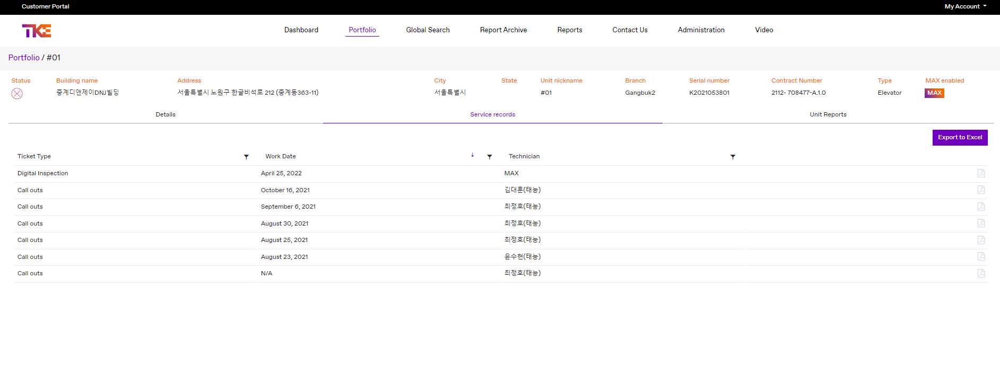 Customer Portal My Account
TKE Dashboard Portfolio Global Search Report Archive Reports Contact Us Administration Video
Portfolio / #01
Status Building name Address City State Unit nickname Branch Serial number Contract Number Type MAX enabled
중계디앤제이DNJ빌딩 서울특별시 노원구 한글비석로 212 (중계동363-11) 서울특별시 #01 Gangbuk2 K2021053801 2112- 708477-A.1.0 Elevator MAX
Details Service records Unit Reports
Export to Excel
Ticket Type Work Date Technician
Digital Inspection April 25, 2022 MAX
Call outs October 16, 2021 김대훈(태능)
Call outs September 6, 2021 최정호(태능)
Call outs August 30, 2021 최정호(태능)
Call outs August 25, 2021 최정호(태능)
Call outs August 23, 2021 윤수현(태능)
Call outs N/A 최정호(태능)